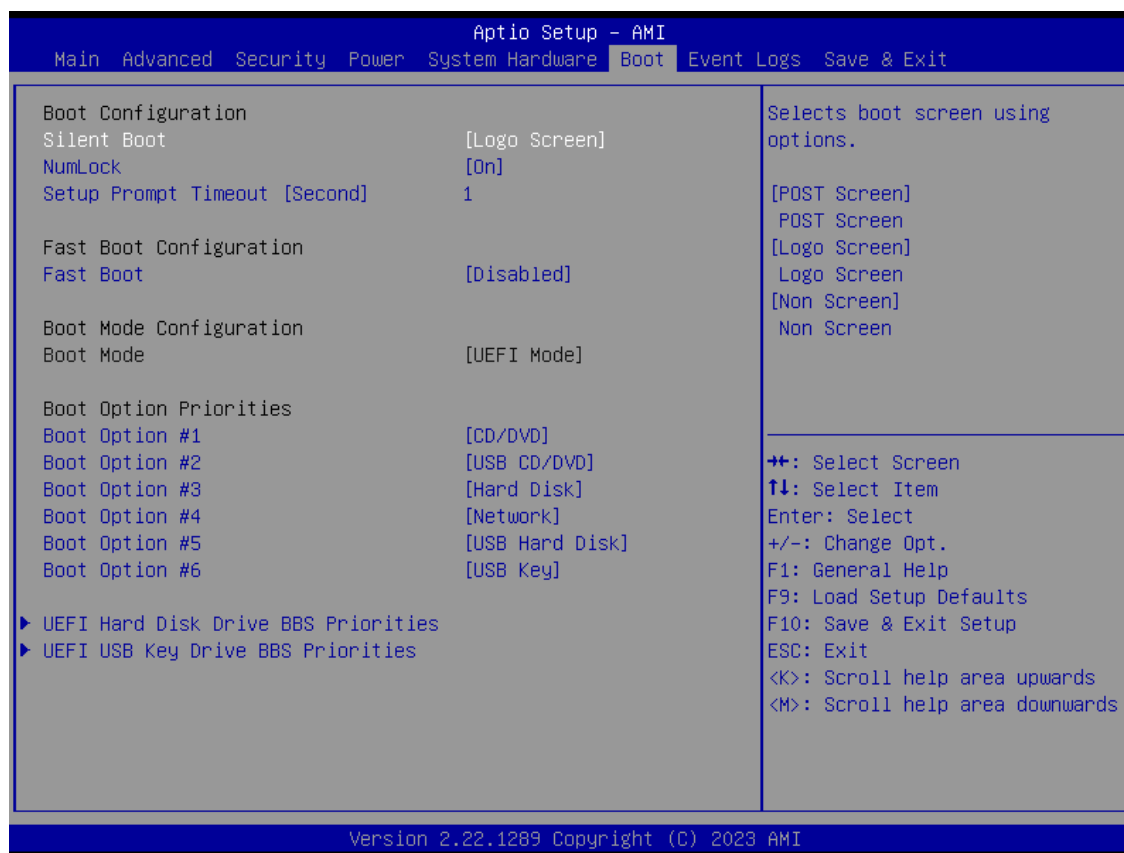 Aptio Setup – AMI
Main Advanced Security Power System Hardware Boot Event Logs Save & Exit
Boot Configuration
Silent Boot [Logo Screen]
NumLock [On]
Setup Prompt Timeout [Second] 1
Fast Boot Configuration
Fast Boot [Disabled]
Boot Mode Configuration
Boot Mode [UEFI Mode]
Boot Option Priorities
Boot Option #1 [CD/DVD]
Boot Option #2 [USB CD/DVD]
Boot Option #3 [Hard Disk]
Boot Option #4 [Network]
Boot Option #5 [USB Hard Disk]
Boot Option #6 [USB Key]
UEFI Hard Disk Drive BBS Priorities
UEFI USB Key Drive BBS Priorities
Selects boot screen using
options.
[POST Screen]
POST Screen
[Logo Screen]
Logo Screen
[Non Screen]
Non Screen
→←: Select Screen
↑↓: Select Item
Enter: Select
+/-: Change Opt.
F1: General Help
F9: Load Setup Defaults
F10: Save & Exit Setup
ESC: Exit
<K>: Scroll help area upwards
<M>: Scroll help area downwards
Version 2.22.1289 Copyright (C) 2023 AMI